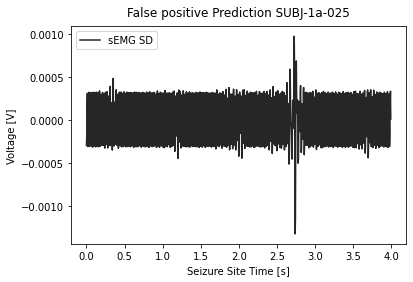 False positive Prediction SUBJ-1a-025
sEMG SD
0.0010
0.0005
0.0000
-0.0005
-0.0010
Voltage [V]
0.0 0.5 1.0 1.5 2.0 2.5 3.0 3.5 4.0
Seizure Site Time [s]